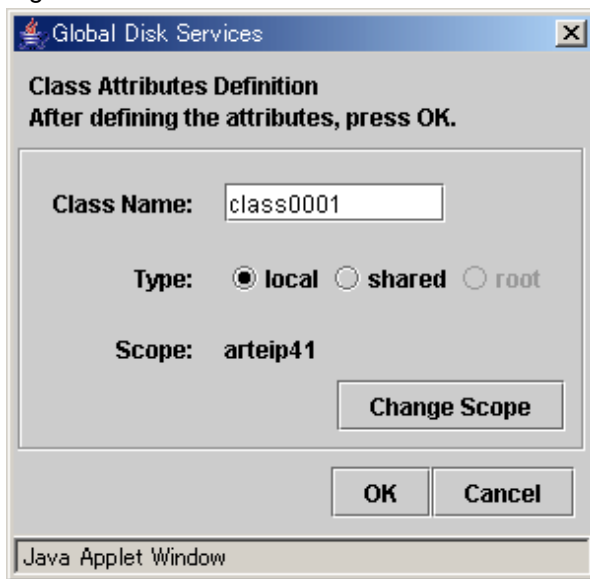 Global Disk Services
Class Attributes Definition
After defining the attributes, press OK.
Class Name: class0001
Type: local shared root
Scope: arteip41
Change Scope
OK Cancel
Java Applet Window